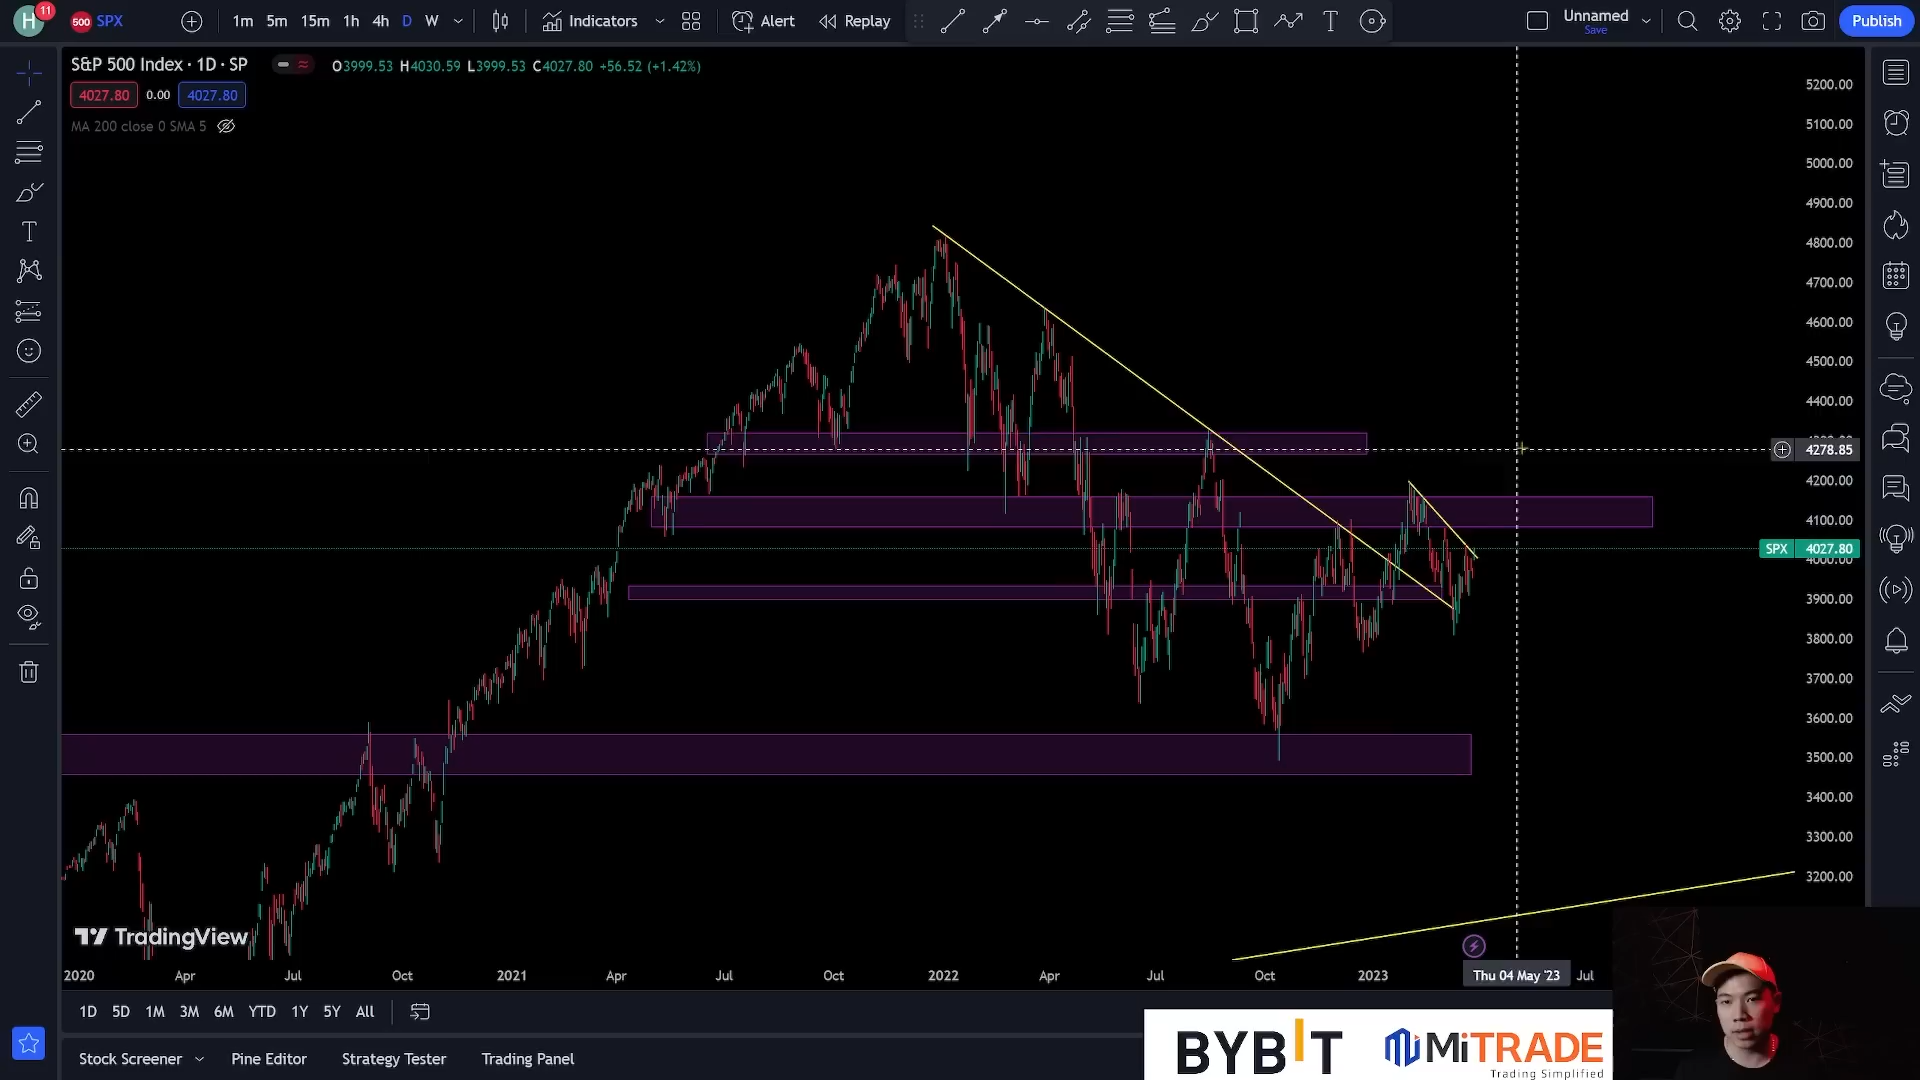 H
11
500
SPX
1m 5m 15m 1h 4h D W
Indicators
Alert
Replay
Unnamed
Save
Publish
S&P 500 Index · 1D · SP
O3999.53 H4030.59 L3999.53 C4027.80 +56.52 (+1.42%)
4027.80 0.00 4027.80
MA 200 close 0 SMA 5
5200.00
5100.00
5000.00
4900.00
4800.00
4700.00
4600.00
4500.00
4400.00
4278.85
4200.00
4100.00
SPX 4027.80
4000.00
3900.00
3800.00
3700.00
3600.00
3500.00
3400.00
3300.00
3200.00
TradingView
2020 Apr Jul Oct 2021 Apr Jul Oct 2022 Apr Jul Oct 2023 Thu 04 May '23 Jul
1D 5D 1M 3M 6M YTD 1Y 5Y All
Stock Screener Pine Editor Strategy Tester Trading Panel
BYBIT
MiTRADE
Trading Simplified